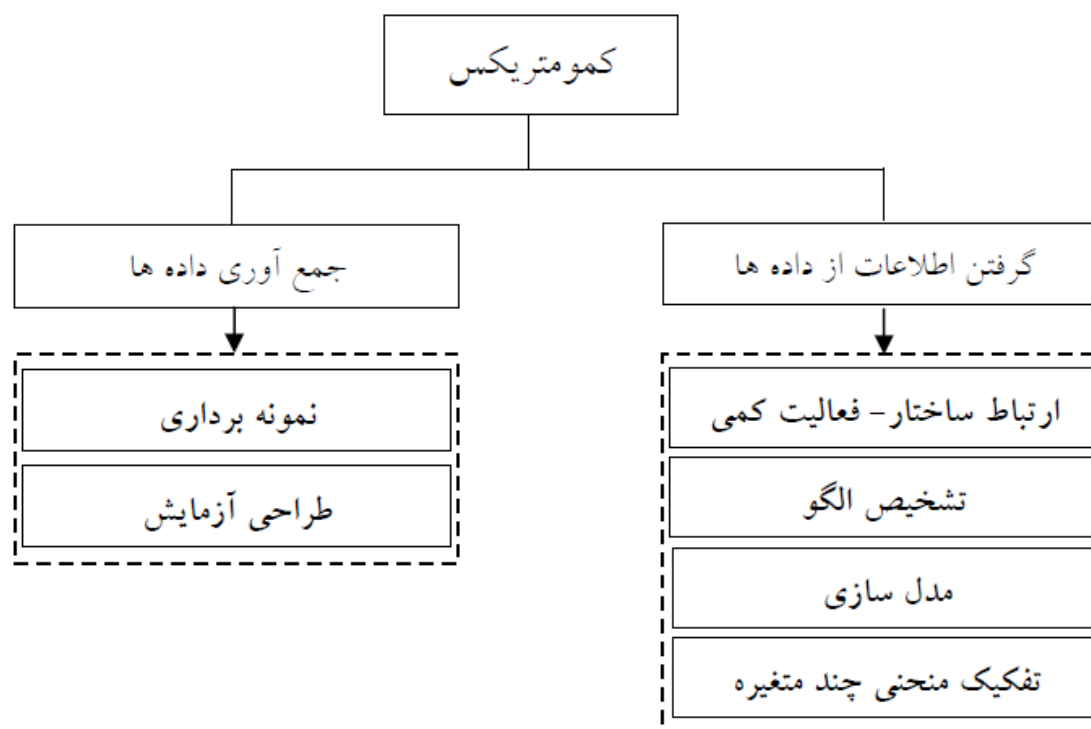 کمومتریکس
گرفتن اطلاعات از داده ها
جمع آوری داده ها
ارتباط ساختار- فعالیت کمی
تشخیص الگو
مدل سازی
تفکیک منحنی چند متغیره
نمونه برداری
طراحی آزمایش